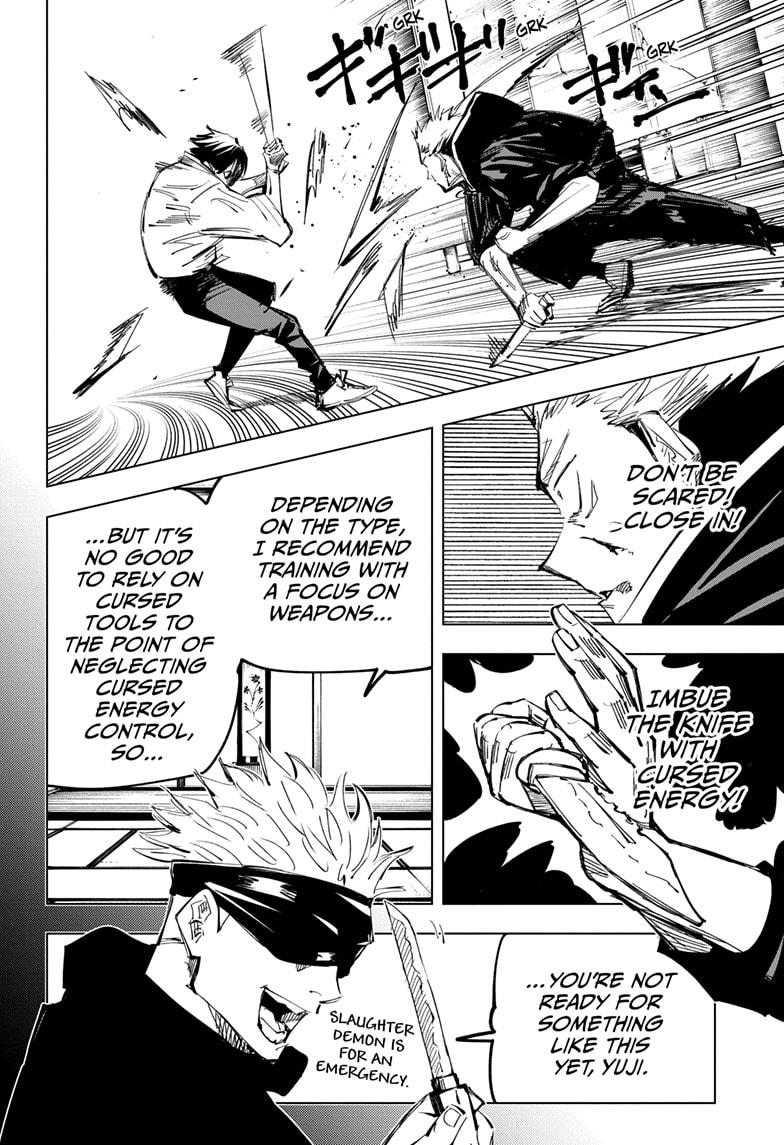 ギギギ
GRK
GRK
GRK
ギィー
DON'T BE
SCARED!
CLOSE IN!
IMBUE
THE KNIFE
WITH
CURSED
ENERGY!
DEPENDING
ON THE TYPE,
I RECOMMEND
TRAINING WITH
A FOCUS ON
WEAPONS...
...BUT IT'S
NO GOOD
TO RELY ON
CURSED
TOOLS TO
THE POINT OF
NEGLECTING
CURSED
ENERGY
CONTROL,
SO...
...YOU'RE NOT
READY FOR
SOMETHING
LIKE THIS
YET, YUJI.
SLAUGHTER
DEMON IS
FOR AN
EMERGENCY.